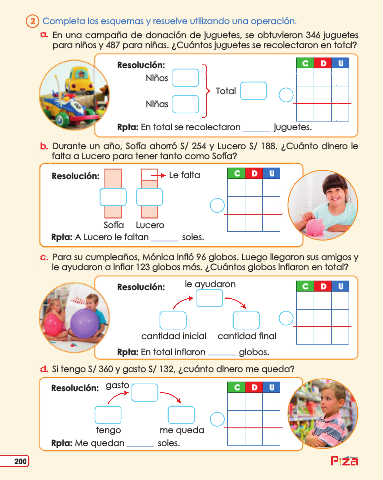 2 Completa los esquemas y resuelve utilizando una operación.
a. En una campaña de donación de juguetes, se obtuvieron 346 juguetes
para niños y 487 para niñas. ¿Cuántos juguetes se recolectaron en total?
Resolución:
Niños
Niñas
Total
C D U
Rpta: En total se recolectaron ______ juguetes.
b. Durante un año, Sofía ahorró S/ 254 y Lucero S/ 188. ¿Cuánto dinero le
falta a Lucero para tener tanto como Sofía?
Resolución:
Le falta
C D U
Sofía Lucero
Rpta: A Lucero le faltan ______ soles.
c. Para su cumpleaños, Mónica infló 96 globos. Luego llegaron sus amigos y
le ayudaron a inflar 123 globos más. ¿Cuántos globos inflaron en total?
Resolución:
le ayudaron
C D U
cantidad inicial cantidad final
Rpta: En total inflaron ______ globos.
d. Si tengo S/ 360 y gasto S/ 132, ¿cuánto dinero me queda?
Resolución:
gasto
C D U
tengo me queda
Rpta: Me quedan ______ soles.
200